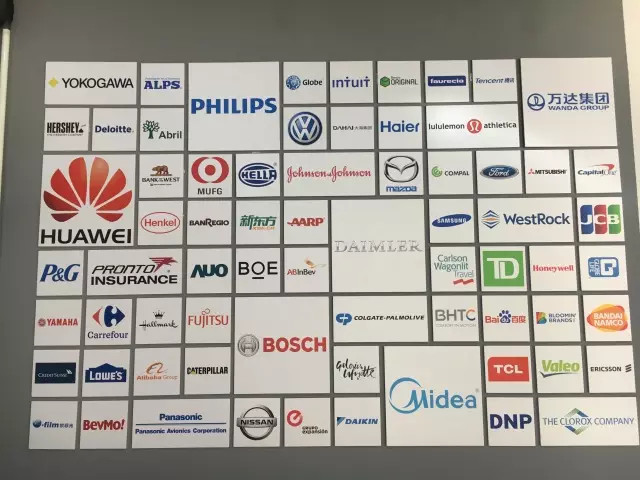 YOKOGAWA
ALPS®
PHILIPS
Globe
INTUIT
ORIGINAL
faurecia
Tencent 腾讯
万达集团
WANDA GROUP
HERSHEY
Deloitte.
Abril
Haier
lululemon athletica
HUAWEI
BANK OF THE WEST
MUFG
HELLA
Johnson & Johnson
mazda
COMPAL
Ford
MITSUBISHI
Capital One
Henkel
BANREGIO
新东方
AARP
DAIMLER
SAMSUNG
WestRock
JCB
P&G
PRONTO
INSURANCE
AUO
BOE
ABInBev
Carlson
Wagonlit
Travel
TD
Honeywell
YAMAHA
Carrefour
Hallmark
FUJITSU
BOSCH
COLGATE-PALMOLIVE
BHTC
Bai 百度
BLOOMIN' BRANDS
BANDAI
NAMCO
CREDIT SUISSE
LOWE'S
Alibaba Group
CATERPILLAR
Galeries Lafayette
Midea
TCL
Valeo
ERICSSON
BevMo!
Panasonic
Panasonic Avionics Corporation
NISSAN
GRUPO
expansión
DAIKIN
DNP
THE CLOROX COMPANY